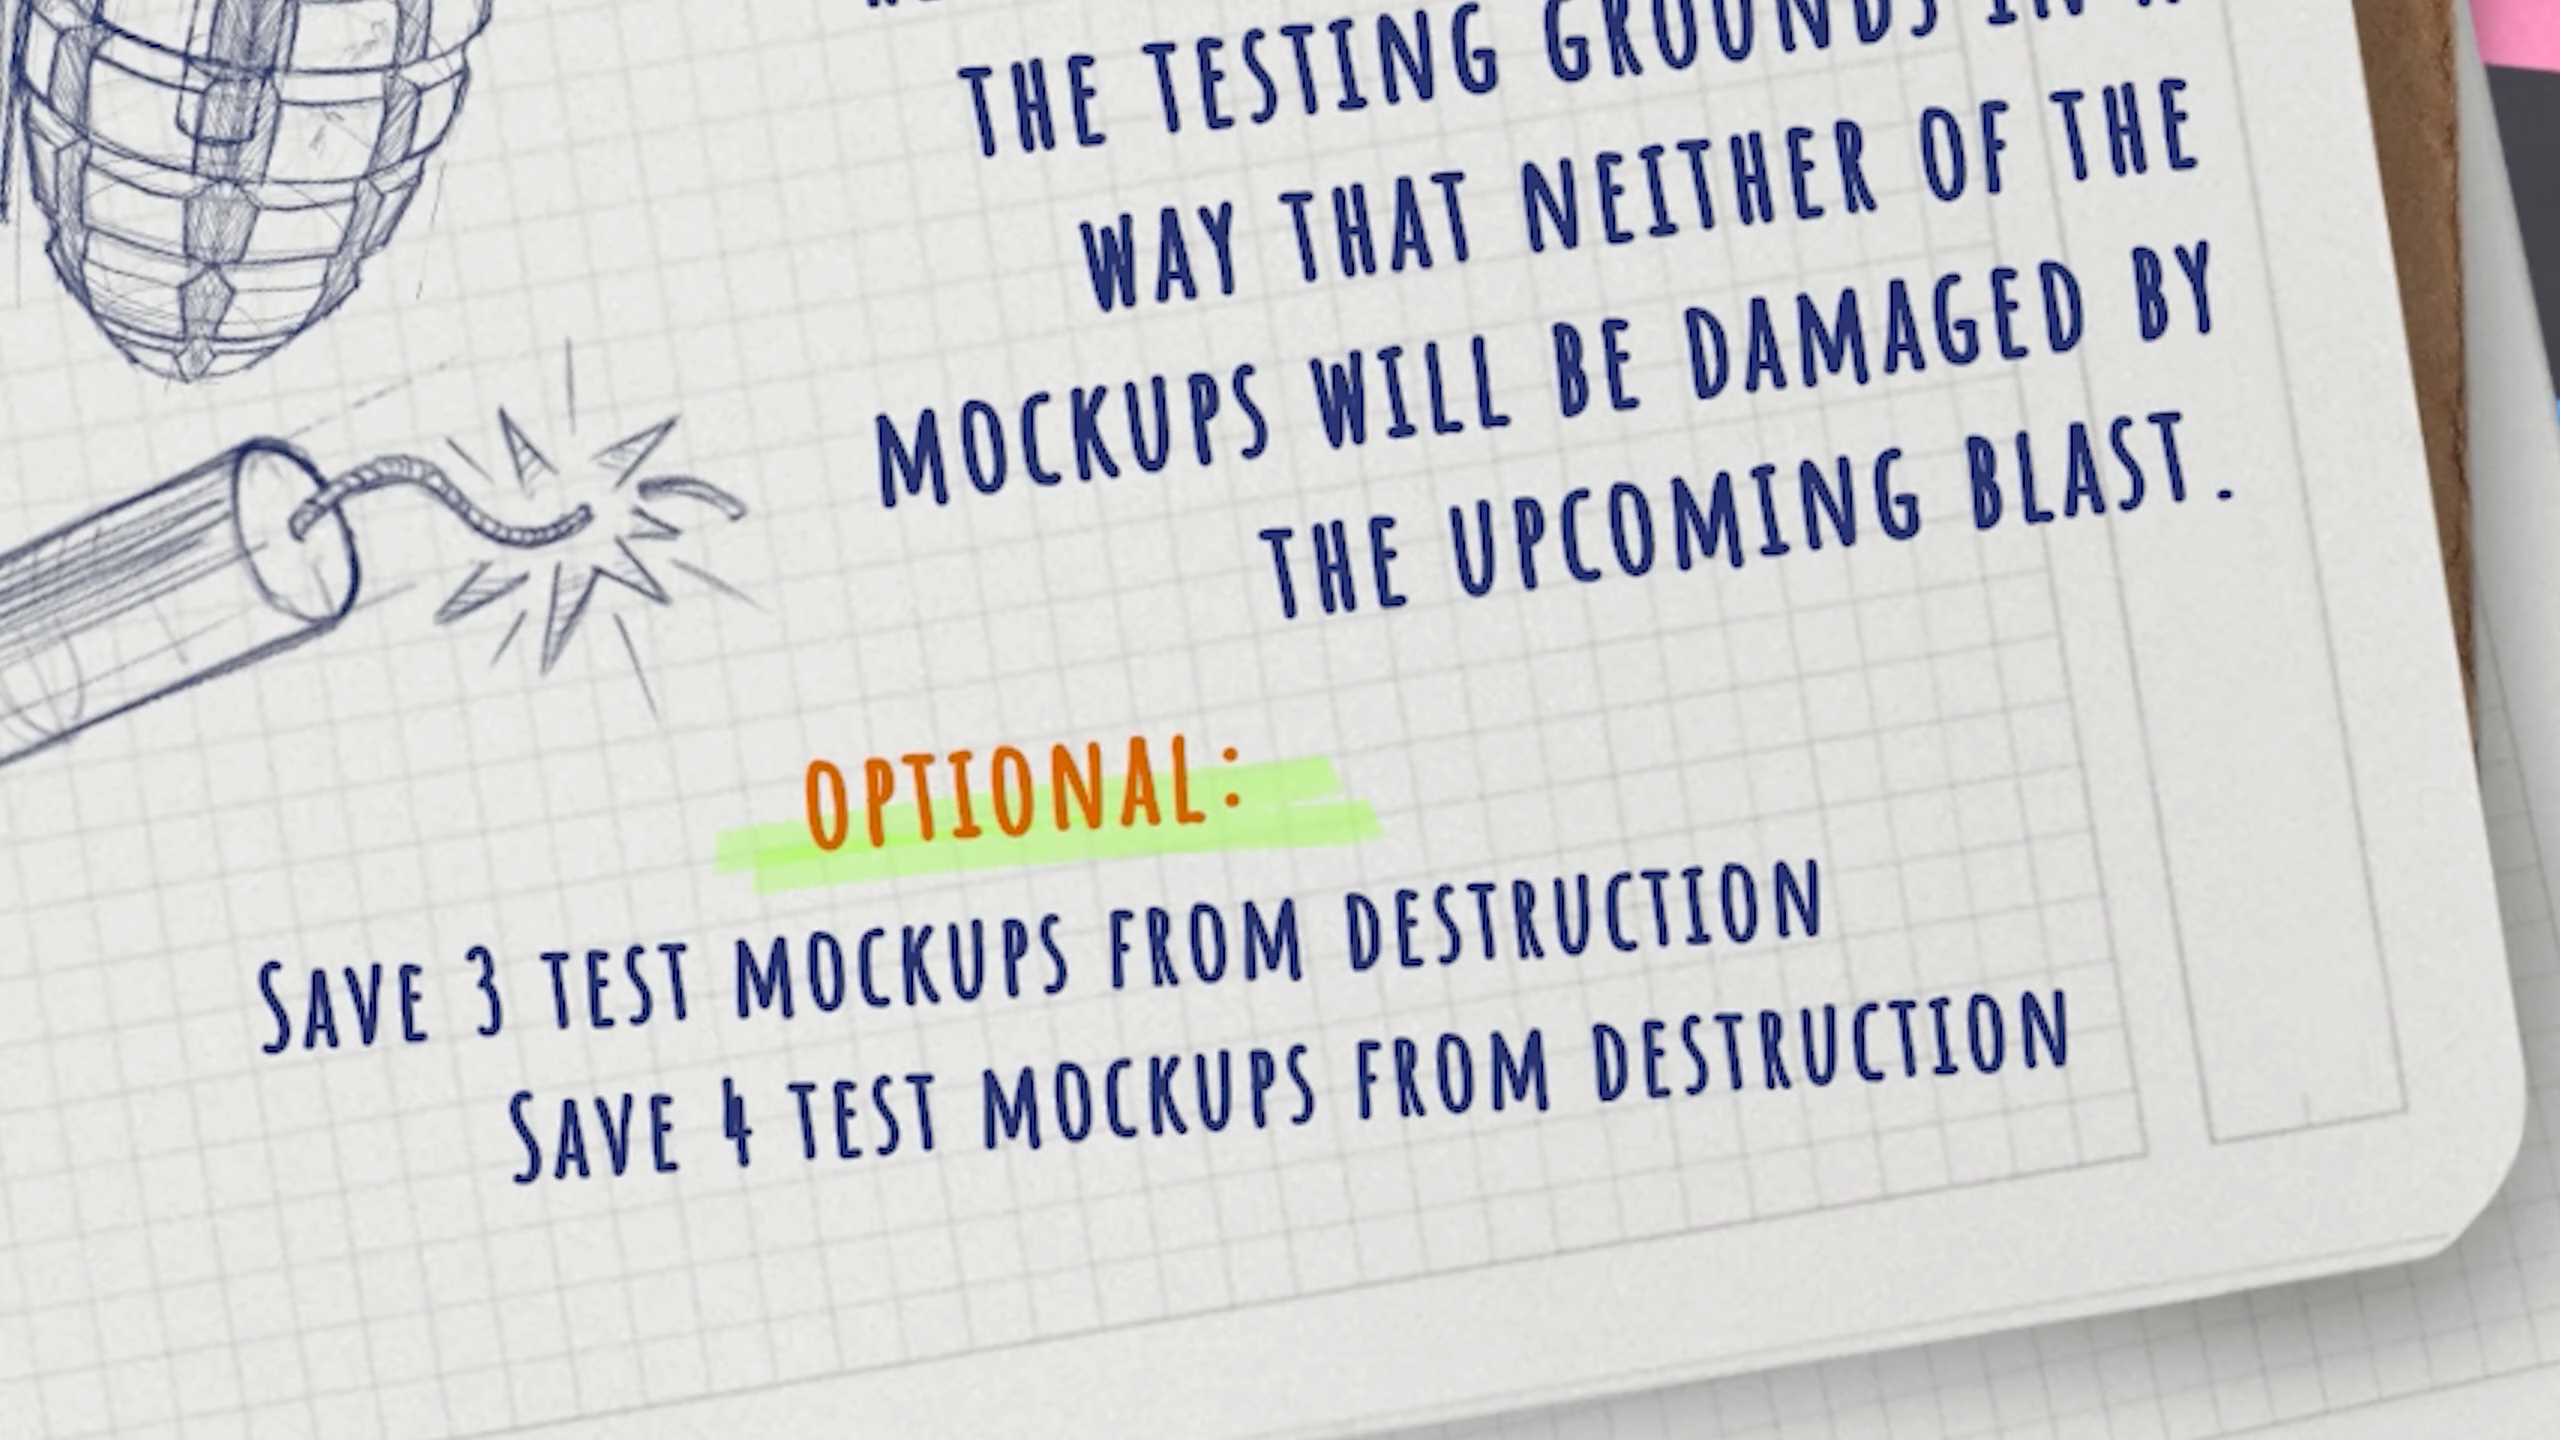 THE TESTING GROUNDS IN A
WAY THAT NEITHER OF THE
MOCKUPS WILL BE DAMAGED BY
THE UPCOMING BLAST.
OPTIONAL:
SAVE 3 TEST MOCKUPS FROM DESTRUCTION
SAVE 4 TEST MOCKUPS FROM DESTRUCTION